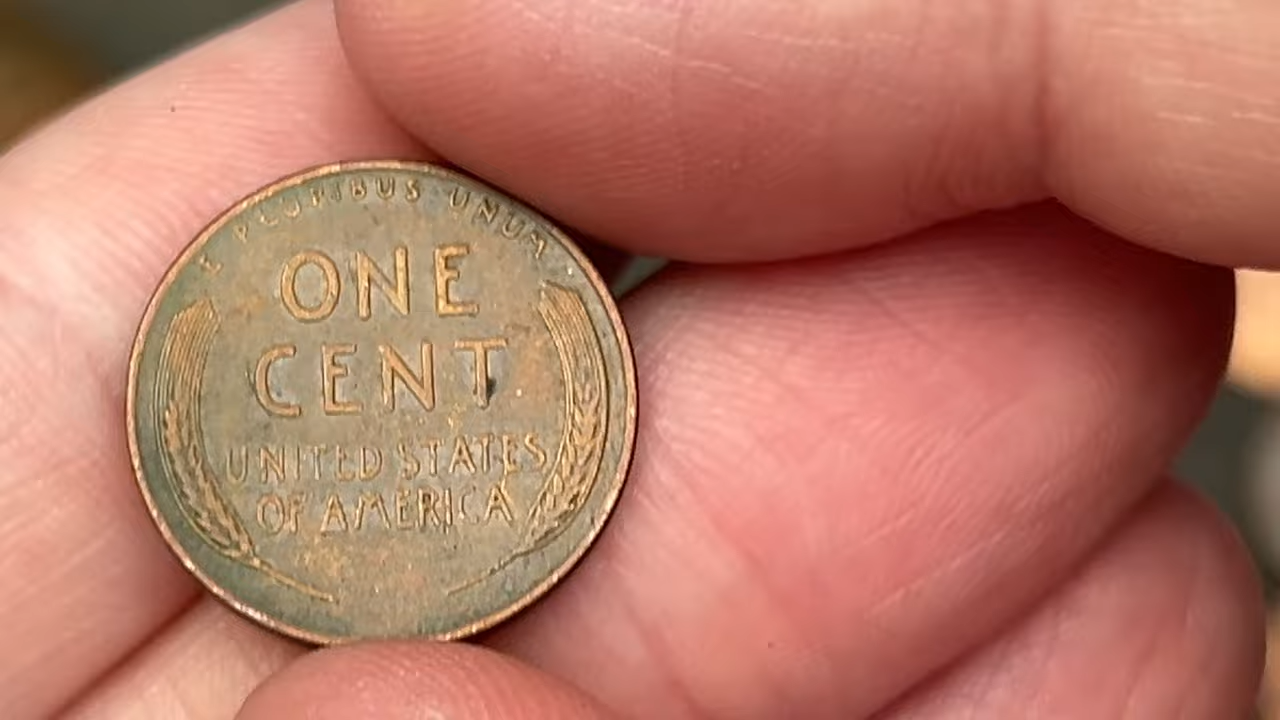 E PLURIBUS UNUM
ONE
CENT
UNITED STATES
OF AMERICA